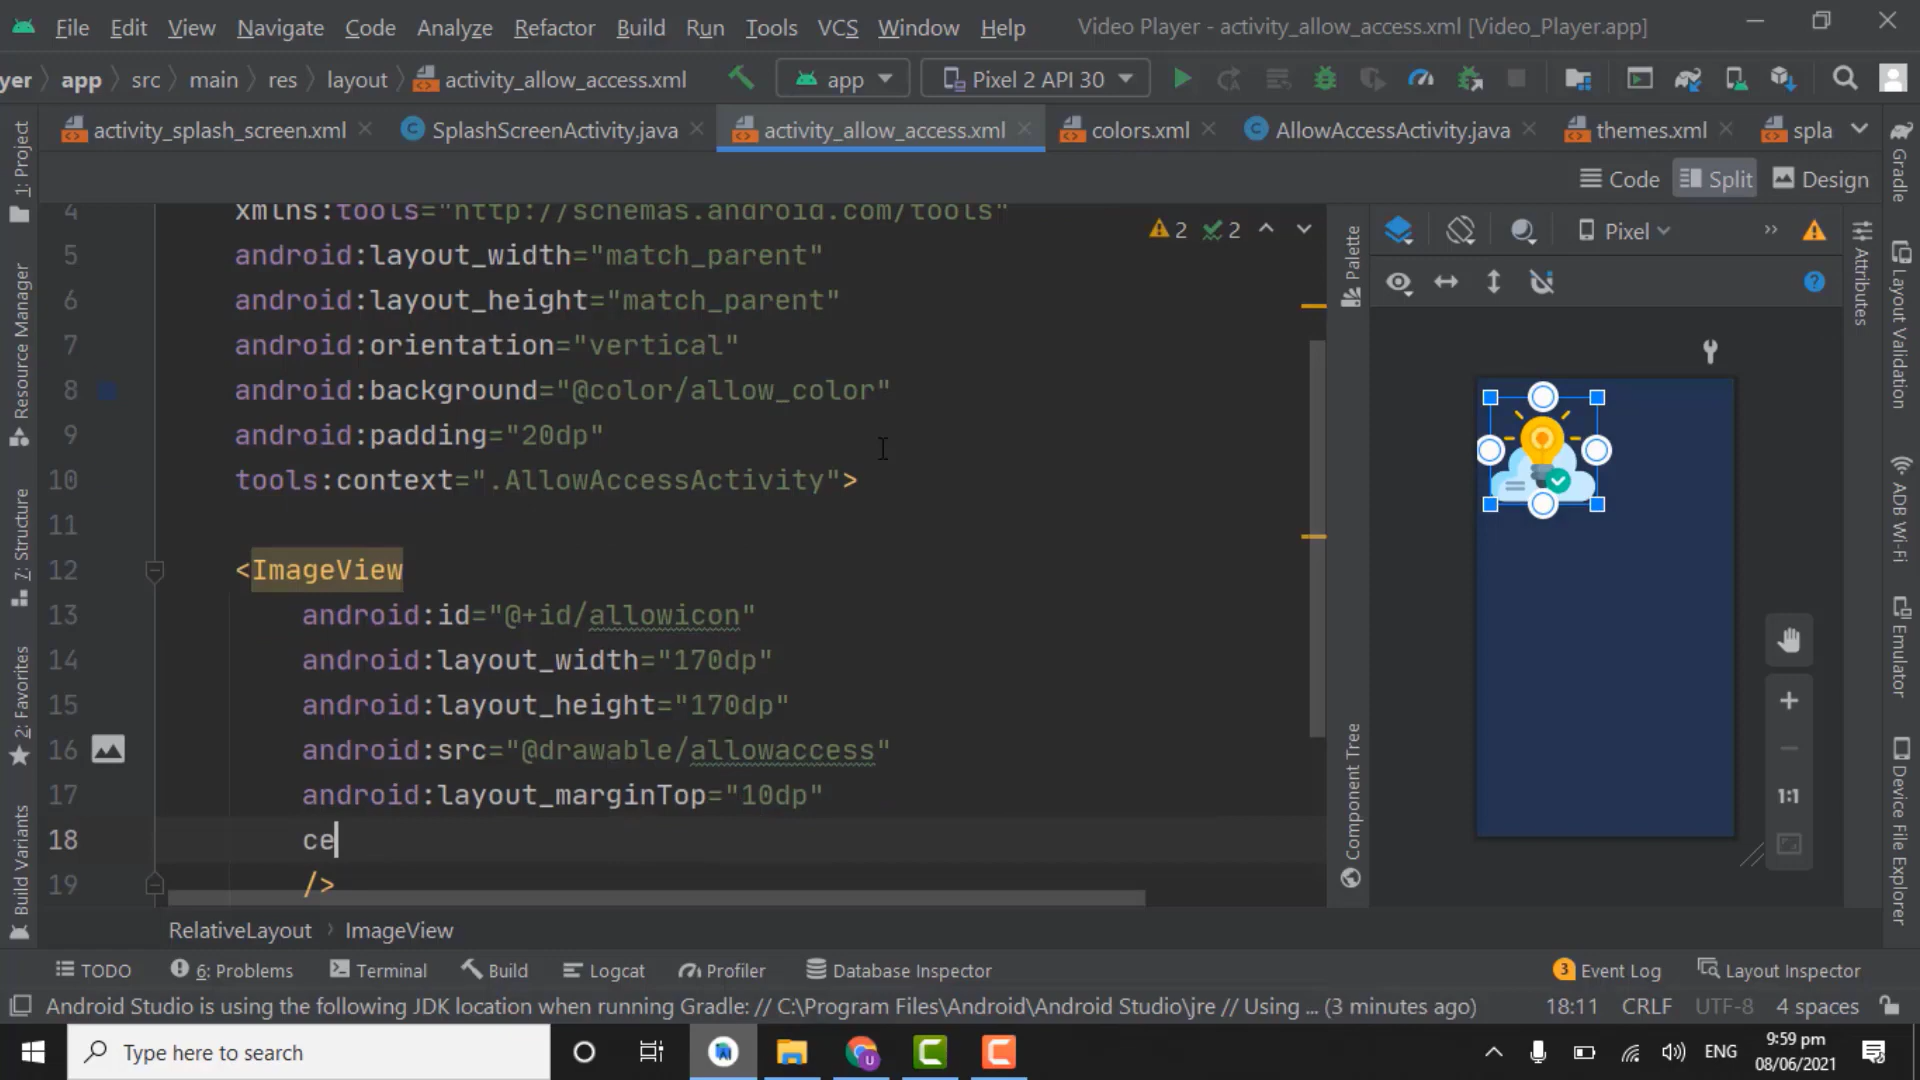 File Edit View Navigate Code Analyze Refactor Build Run Tools VCS Window Help Video Player - activity_allow_access.xml [Video_Player.app]
yer app src main res layout activity_allow_access.xml app Pixel 2 API 30
activity_splash_screen.xml SplashScreenActivity.java activity_allow_access.xml colors.xml AllowAccessActivity.java themes.xml spla
Code Split Design
4 xmlns:tools="http://schemas.android.com/tools"
5 android:layout_width="match_parent"
6 android:layout_height="match_parent"
7 android:orientation="vertical"
8 android:background="@color/allow_color"
9 android:padding="20dp"
10 tools:context=".AllowAccessActivity">
11
12 <ImageView
13 android:id="@+id/allowicon"
14 android:layout_width="170dp"
15 android:layout_height="170dp"
16 android:src="@drawable/allowaccess"
17 android:layout_marginTop="10dp"
18 ce
19 />
2 2
Pixel
1:1
1: Project
Resource Manager
7: Structure
2: Favorites
Build Variants
Palette
Component Tree
Attributes
Gradle
Layout Validation
ADB Wi-Fi
Emulator
Device File Explorer
RelativeLayout ImageView
TODO 6: Problems Terminal Build Logcat Profiler Database Inspector 3 Event Log Layout Inspector
Android Studio is using the following JDK location when running Gradle: // C:\Program Files\Android\Android Studio\jre // Using ... (3 minutes ago) 18:11 CRLF UTF-8 4 spaces
Type here to search ENG 9:59 pm
08/06/2021